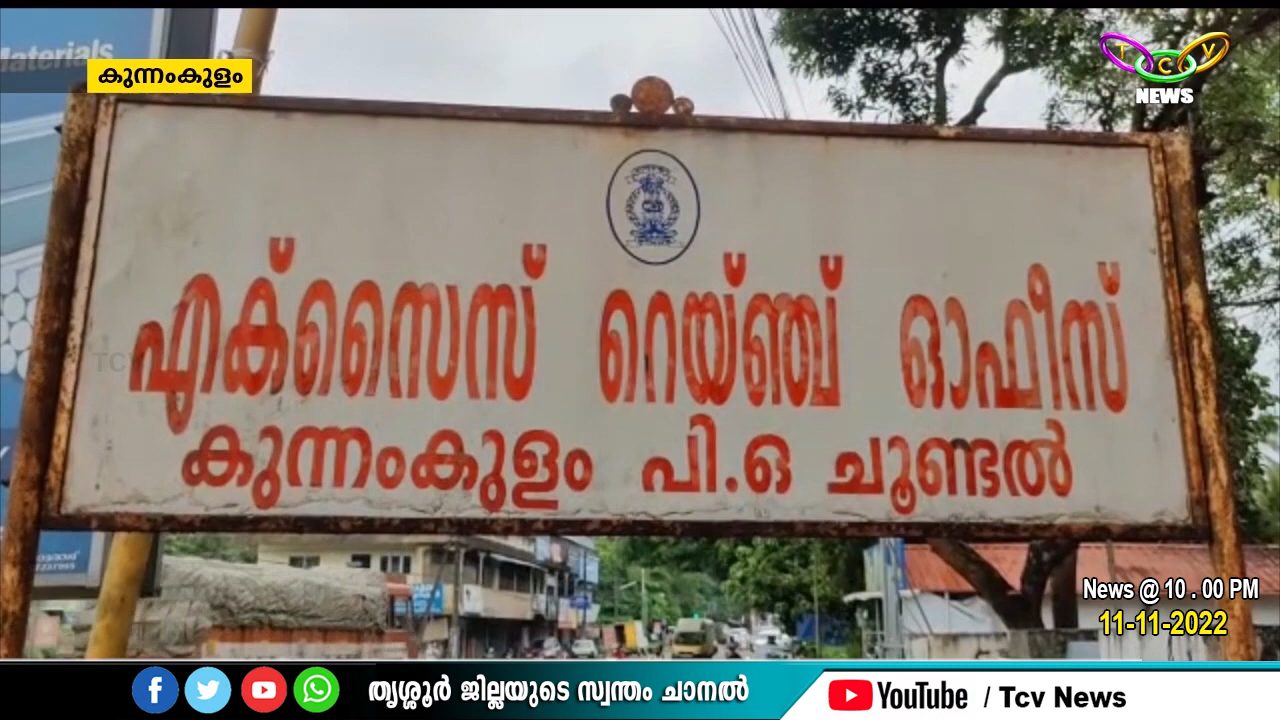 Materials
കുന്നംകുളം
T C V
NEWS
എക്സൈസ് റെയ്ഞ്ച് ഓഫീസ്
കുന്നംകുളം പി.ഒ ചൂണ്ടൽ
TCV
News @ 10 . 00 PM
11-11-2022
തൃശ്ശൂർ ജില്ലയുടെ സ്വന്തം ചാനൽ
YouTube / Tcv News